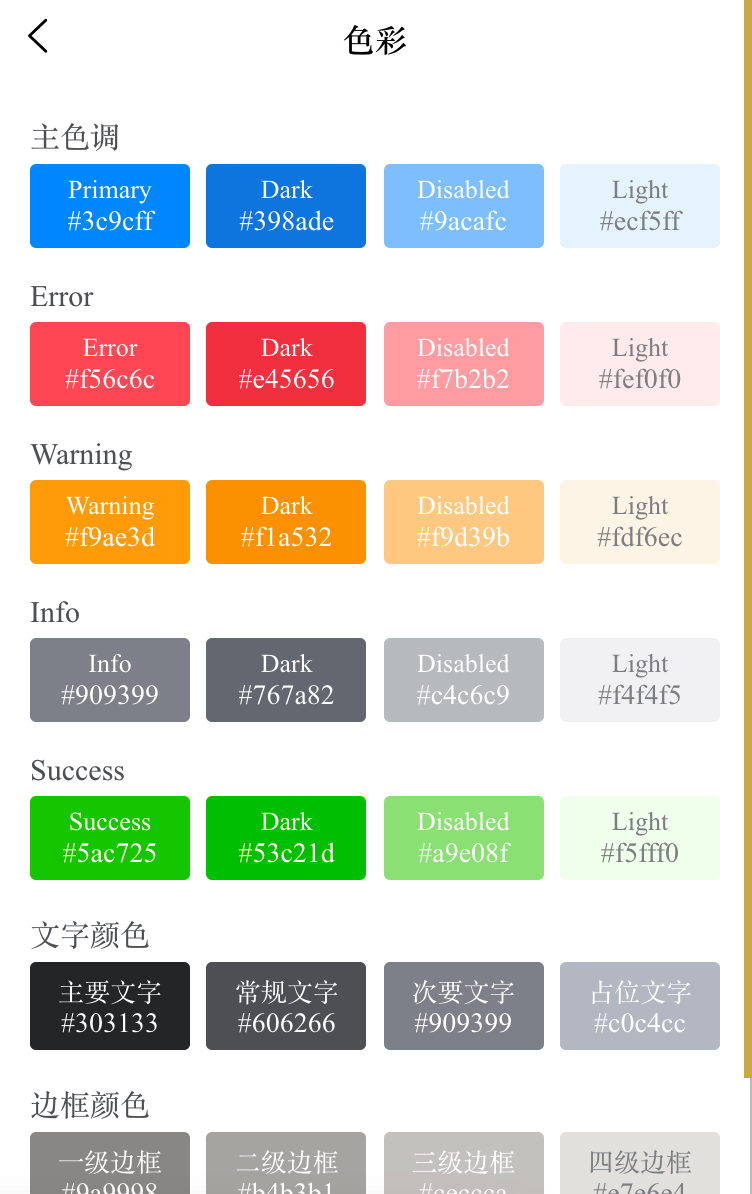 色彩
主色调
Primary Dark Disabled Light
#3c9cff #398ade #9acafc #ecf5ff
Error
Error Dark Disabled Light
#f56c6c #e45656 #f7b2b2 #fef0f0
Warning
Warning Dark Disabled Light
#f9ae3d #f1a532 #f9d39b #fdf6ec
Info
Info Dark Disabled Light
#909399 #767a82 #c4c6c9 #f4f4f5
Success
Success Dark Disabled Light
#5ac725 #53c21d #a9e08f #f5fff0
文字颜色
主要文字 常规文字 次要文字 占位文字
#303133 #606266 #909399 #c0c4cc
边框颜色
一级边框 二级边框 三级边框 四级边框